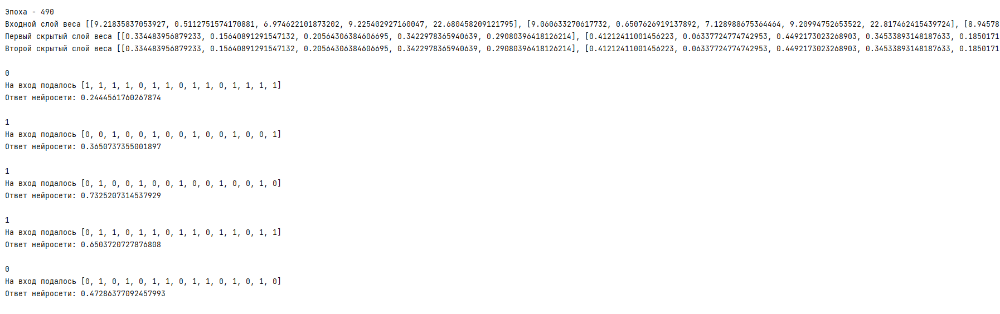 Эпоха - 490
Входной слой веса [[9.21835837053927, 0.5112751574170881, 6.974622101873202, 9.225402927160047, 22.680458209121795], [9.060633270617732, 0.6507626919137892, 7.128988675364464, 9.20994752653522, 22.817462415439724], [8.94578
Первый скрытый слой веса [[0.334483956879233, 0.15640891291547132, 0.20564306384606695, 0.3422978365940639, 0.29080396418126214], [0.41212411001456223, 0.06337724774742953, 0.4492173023268903, 0.34533893148187633, 0.1850171
Второй скрытый слой веса [[0.334483956879233, 0.15640891291547132, 0.20564306384606695, 0.3422978365940639, 0.29080396418126214], [0.41212411001456223, 0.06337724774742953, 0.4492173023268903, 0.34533893148187633, 0.1850171
0
На вход подалось [1, 1, 1, 1, 0, 1, 1, 0, 1, 1, 0, 1, 1, 1, 1]
Ответ нейросети: 0.2444561760267874
1
На вход подалось [0, 0, 1, 0, 0, 1, 0, 0, 1, 0, 0, 1, 0, 0, 1]
Ответ нейросети: 0.3650737355001897
1
На вход подалось [0, 1, 0, 0, 1, 0, 0, 1, 0, 0, 1, 0, 0, 1, 0]
Ответ нейросети: 0.7325207314537929
1
На вход подалось [0, 1, 1, 0, 1, 1, 0, 1, 1, 0, 1, 1, 0, 1, 1]
Ответ нейросети: 0.6503720727876808
0
На вход подалось [0, 1, 0, 1, 0, 1, 1, 0, 1, 1, 0, 1, 0, 1, 0]
Ответ нейросети: 0.47286377092457993